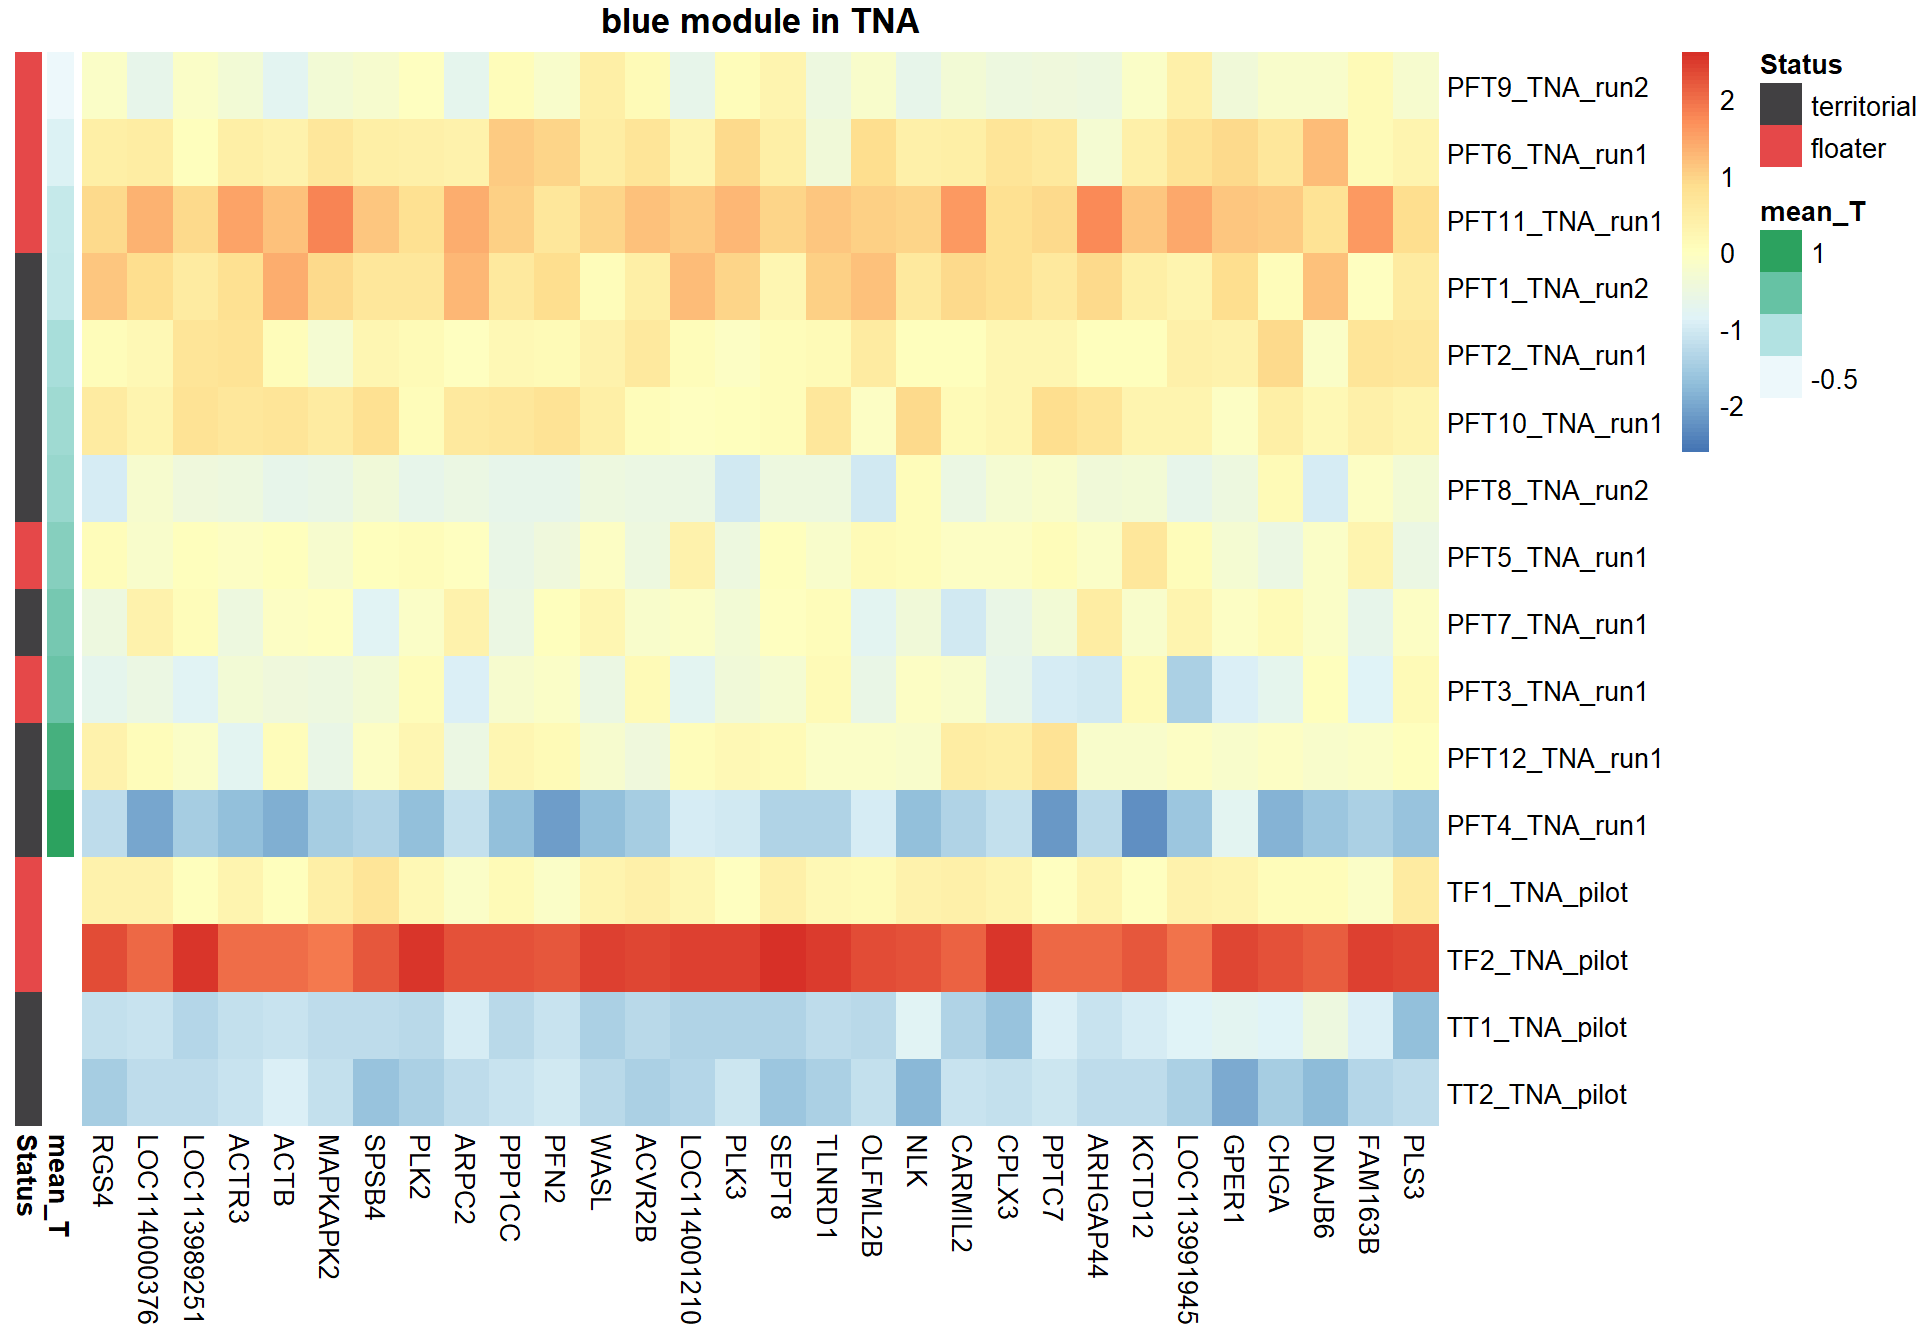 blue module in TNA
PFT9_TNA_run2
PFT6_TNA_run1
PFT11_TNA_run1
PFT1_TNA_run2
PFT2_TNA_run1
PFT10_TNA_run1
PFT8_TNA_run2
PFT5_TNA_run1
PFT7_TNA_run1
PFT3_TNA_run1
PFT12_TNA_run1
PFT4_TNA_run1
TF1_TNA_pilot
TF2_TNA_pilot
TT1_TNA_pilot
TT2_TNA_pilot
2
1
0
-1
-2
Status
territorial
floater
mean_T
1
-0.5
Status
mean_T
RGS4
LOC114000376
LOC113989251
ACTR3
ACTB
MAPKAPK2
SPSB4
PLK2
ARPC2
PPP1CC
PFN2
WASL
ACVR2B
LOC114001210
PLK3
SEPT8
TLNRD1
OLFML2B
NLK
CARMIL2
CPLX3
PPTC7
ARHGAP44
KCTD12
LOC113991945
GPER1
CHGA
DNAJB6
FAM163B
PLS3